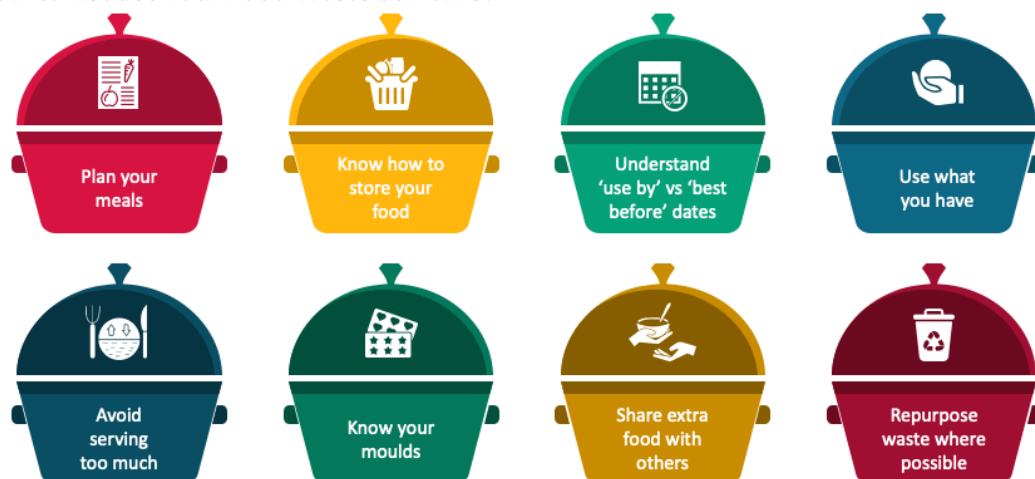 Plan your
meals
Know how to
store your
food
Understand
‘use by’ vs ‘best
before’ dates
Use what
you have
Avoid
serving
too much
Know your
moulds
Share extra
food with
others
Repurpose
waste where
possible